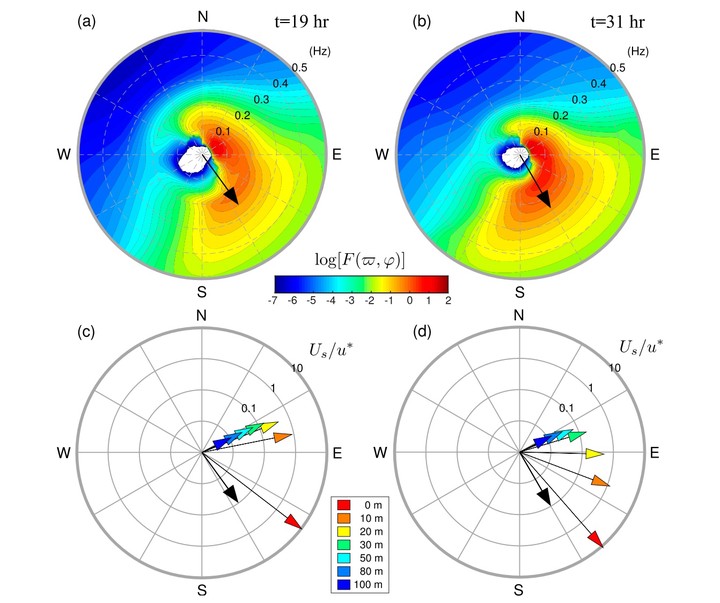 (a) N t=19 hr
(Hz)
0.5
0.4
0.3
0.2
0.1
W E
S
(b) N t=31 hr
(Hz)
0.5
0.4
0.3
0.2
0.1
W E
S
log[F(ϖ, φ)]
-7 -6 -5 -4 -3 -2 -1 0 1 2
(c) N
U_s/u*
10
1
0.1
W E
S
(d) N
U_s/u*
10
1
0.1
W E
S
0 m
10 m
20 m
30 m
50 m
80 m
100 m